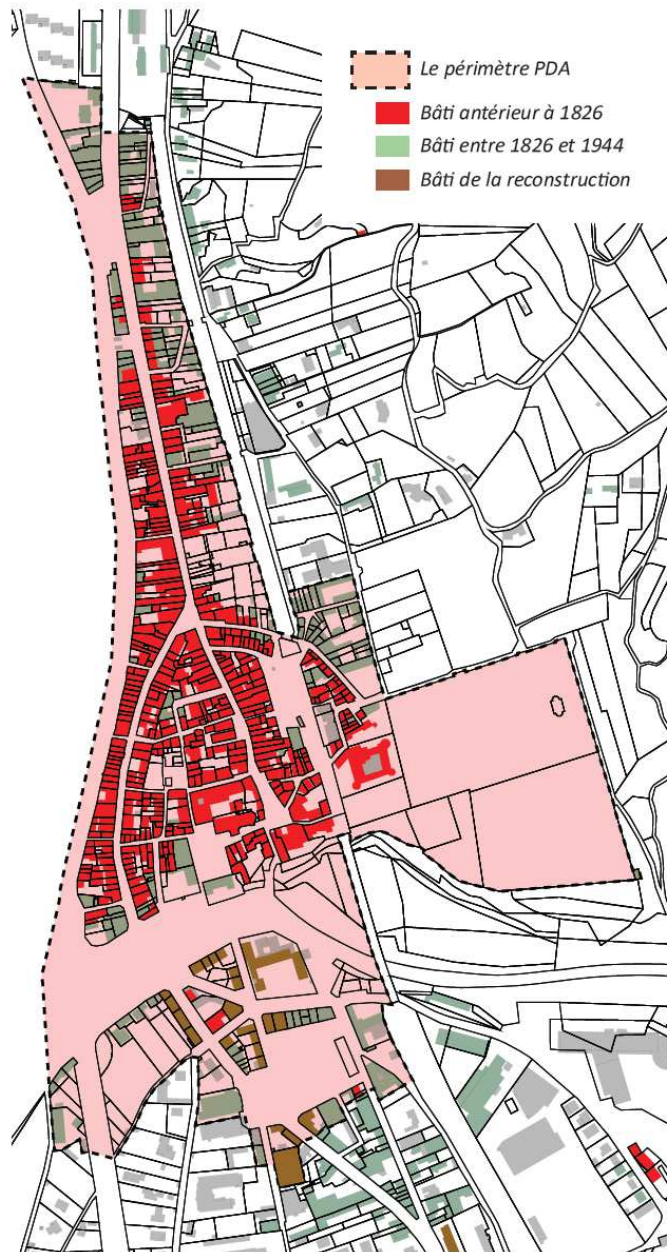 Le périmètre PDA
Bâti antérieur à 1826
Bâti entre 1826 et 1944
Bâti de la reconstruction